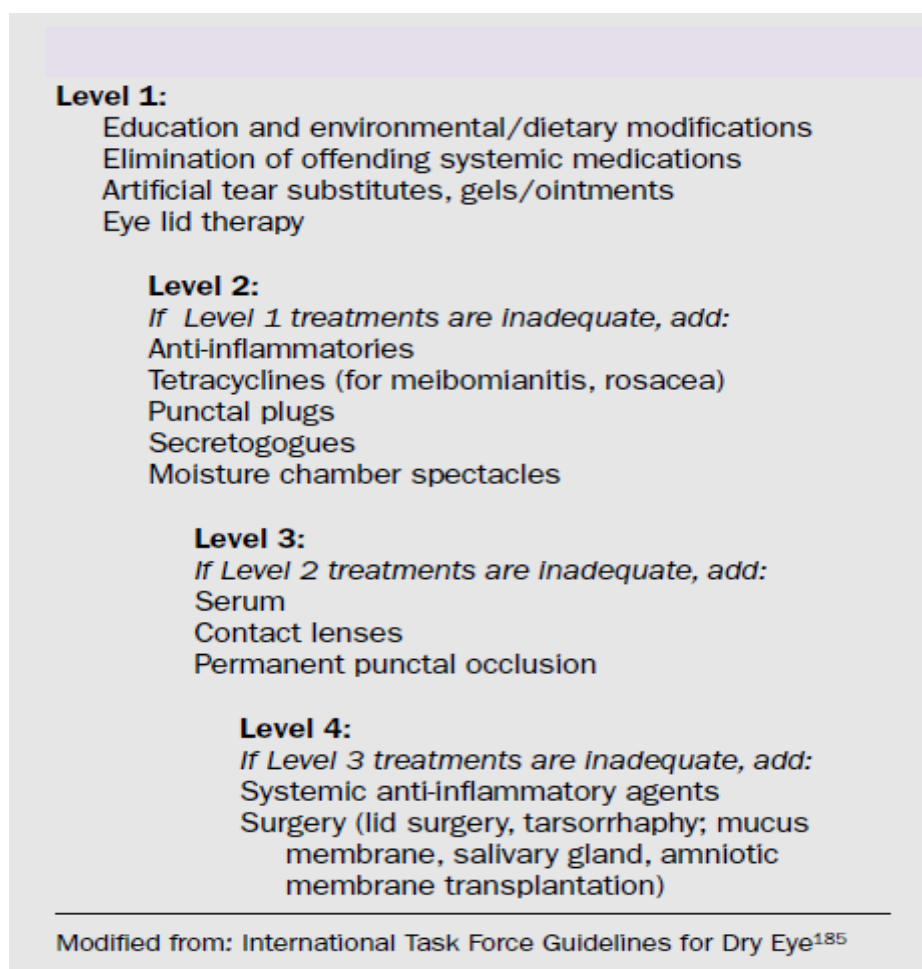 Level 1:
Education and environmental/dietary modifications
Elimination of offending systemic medications
Artificial tear substitutes, gels/ointments
Eye lid therapy
Level 2:
If Level 1 treatments are inadequate, add:
Anti-inflammatories
Tetracyclines (for meibomianitis, rosacea)
Punctal plugs
Secretogogues
Moisture chamber spectacles
Level 3:
If Level 2 treatments are inadequate, add:
Serum
Contact lenses
Permanent punctal occlusion
Level 4:
If Level 3 treatments are inadequate, add:
Systemic anti-inflammatory agents
Surgery (lid surgery, tarsorrhaphy; mucus
membrane, salivary gland, amniotic
membrane transplantation)
Modified from: International Task Force Guidelines for Dry Eye185